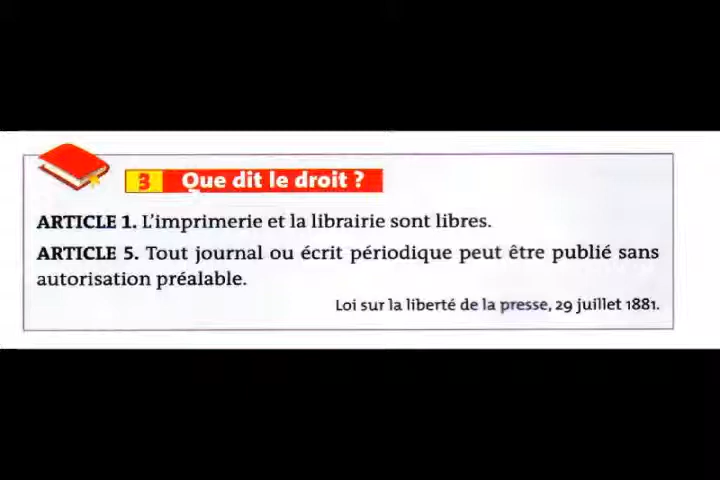 3 Que dit le droit ?
ARTICLE 1. L'imprimerie et la librairie sont libres.
ARTICLE 5. Tout journal ou écrit périodique peut être publié sans
autorisation préalable.
Loi sur la liberté de la presse, 29 juillet 1881.